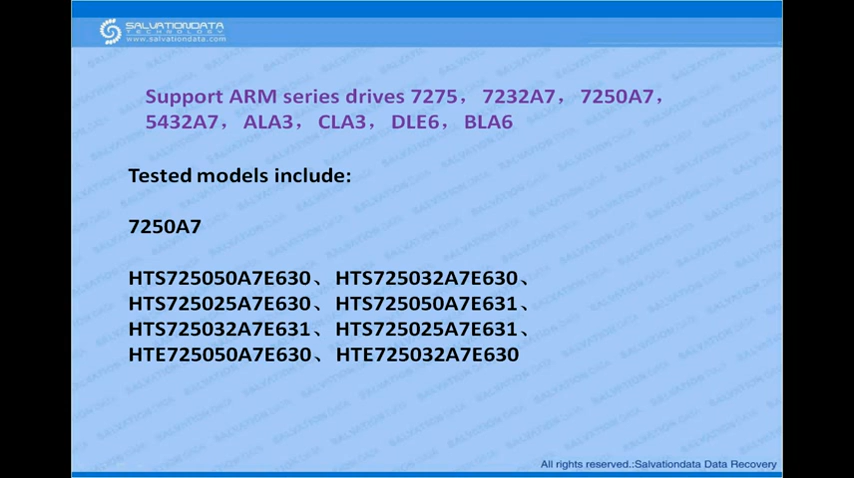 SALVATIONDATA
TECHNOLOGY
www.salvationdata.com
Support ARM series drives 7275， 7232A7， 7250A7，
5432A7， ALA3， CLA3， DLE6， BLA6
Tested models include:
7250A7
HTS725050A7E630、HTS725032A7E630、
HTS725025A7E630、HTS725050A7E631、
HTS725032A7E631、HTS725025A7E631、
HTE725050A7E630、HTE725032A7E630
All rights reserved.:Salvationdata Data Recovery